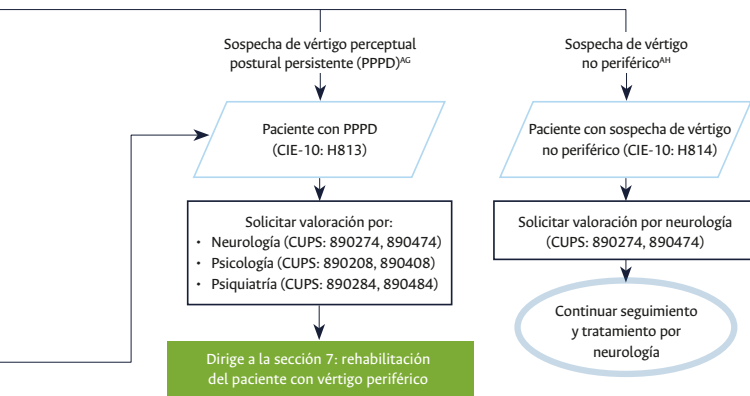 Sospecha de vértigo perceptual
postural persistente (PPPD)ᴬᴳ
Paciente con PPPD
(CIE-10: H813)
Solicitar valoración por:
• Neurología (CUPS: 890274, 890474)
• Psicología (CUPS: 890208, 890408)
• Psiquiatría (CUPS: 890284, 890484)
Dirige a la sección 7: rehabilitación
del paciente con vértigo periférico
Sospecha de vértigo
no periféricoᴬᴴ
Paciente con sospecha de vértigo
no periférico (CIE-10: H814)
Solicitar valoración por neurología
(CUPS: 890274, 890474)
Continuar seguimiento
y tratamiento por
neurología